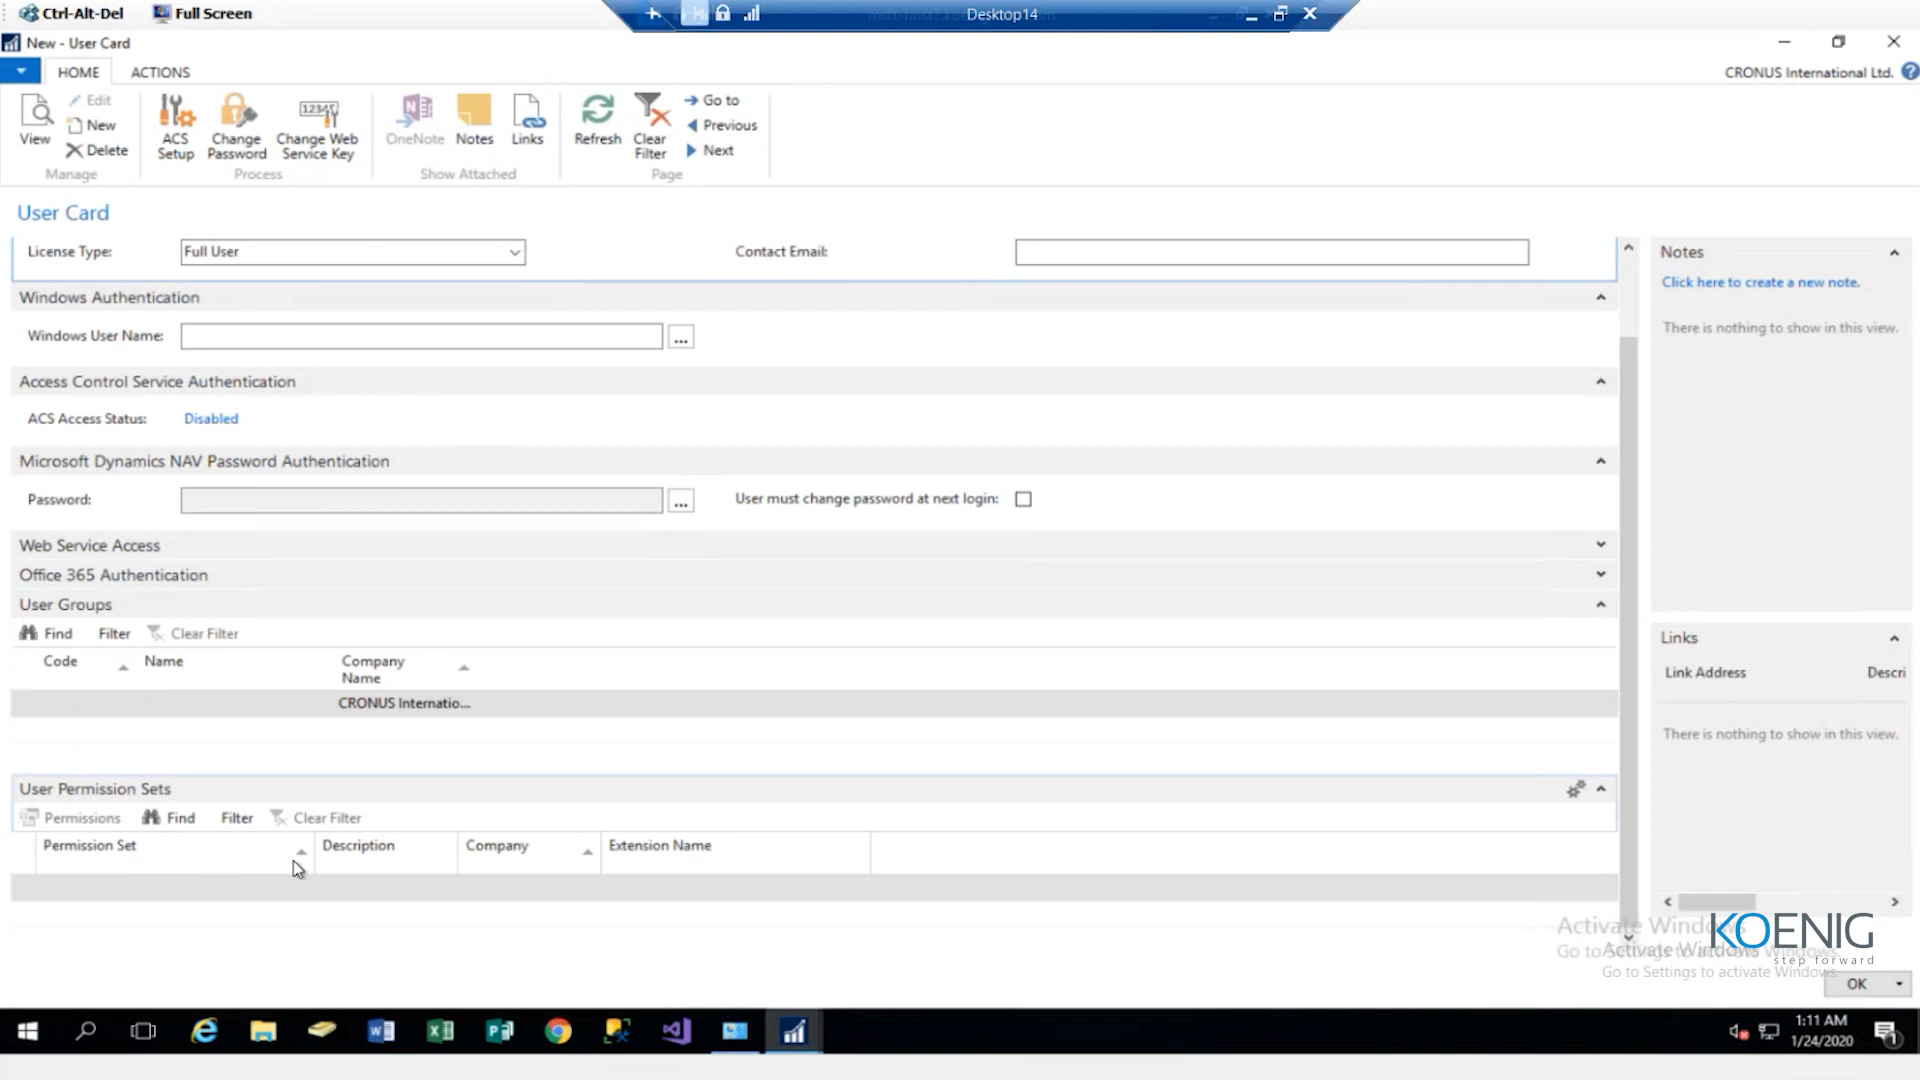 Ctrl-Alt-Del
Full Screen
Desktop14
New - User Card
HOME
ACTIONS
CRONUS International Ltd.
View
Edit
New
Delete
Manage
ACS Setup
Change Password
12345
Change Web Service Key
Process
OneNote
Notes
Links
Show Attached
Refresh
Clear Filter
Go to
Previous
Next
Page
User Card
License Type:
Full User
Contact Email:
Windows Authentication
Windows User Name:
...
Access Control Service Authentication
ACS Access Status:
Disabled
Microsoft Dynamics NAV Password Authentication
Password:
...
User must change password at next login:
Web Service Access
Office 365 Authentication
User Groups
Find
Filter
Clear Filter
Code
Name
Company Name
CRONUS Internatio...
User Permission Sets
Permissions
Find
Filter
Clear Filter
Permission Set
Description
Company
Extension Name
Notes
Click here to create a new note.
There is nothing to show in this view.
Links
Link Address
Descri
There is nothing to show in this view.
Activate Windows
Go to Settings to activate Windows.
KOENIG
step forward
OK
1:11 AM
1/24/2020